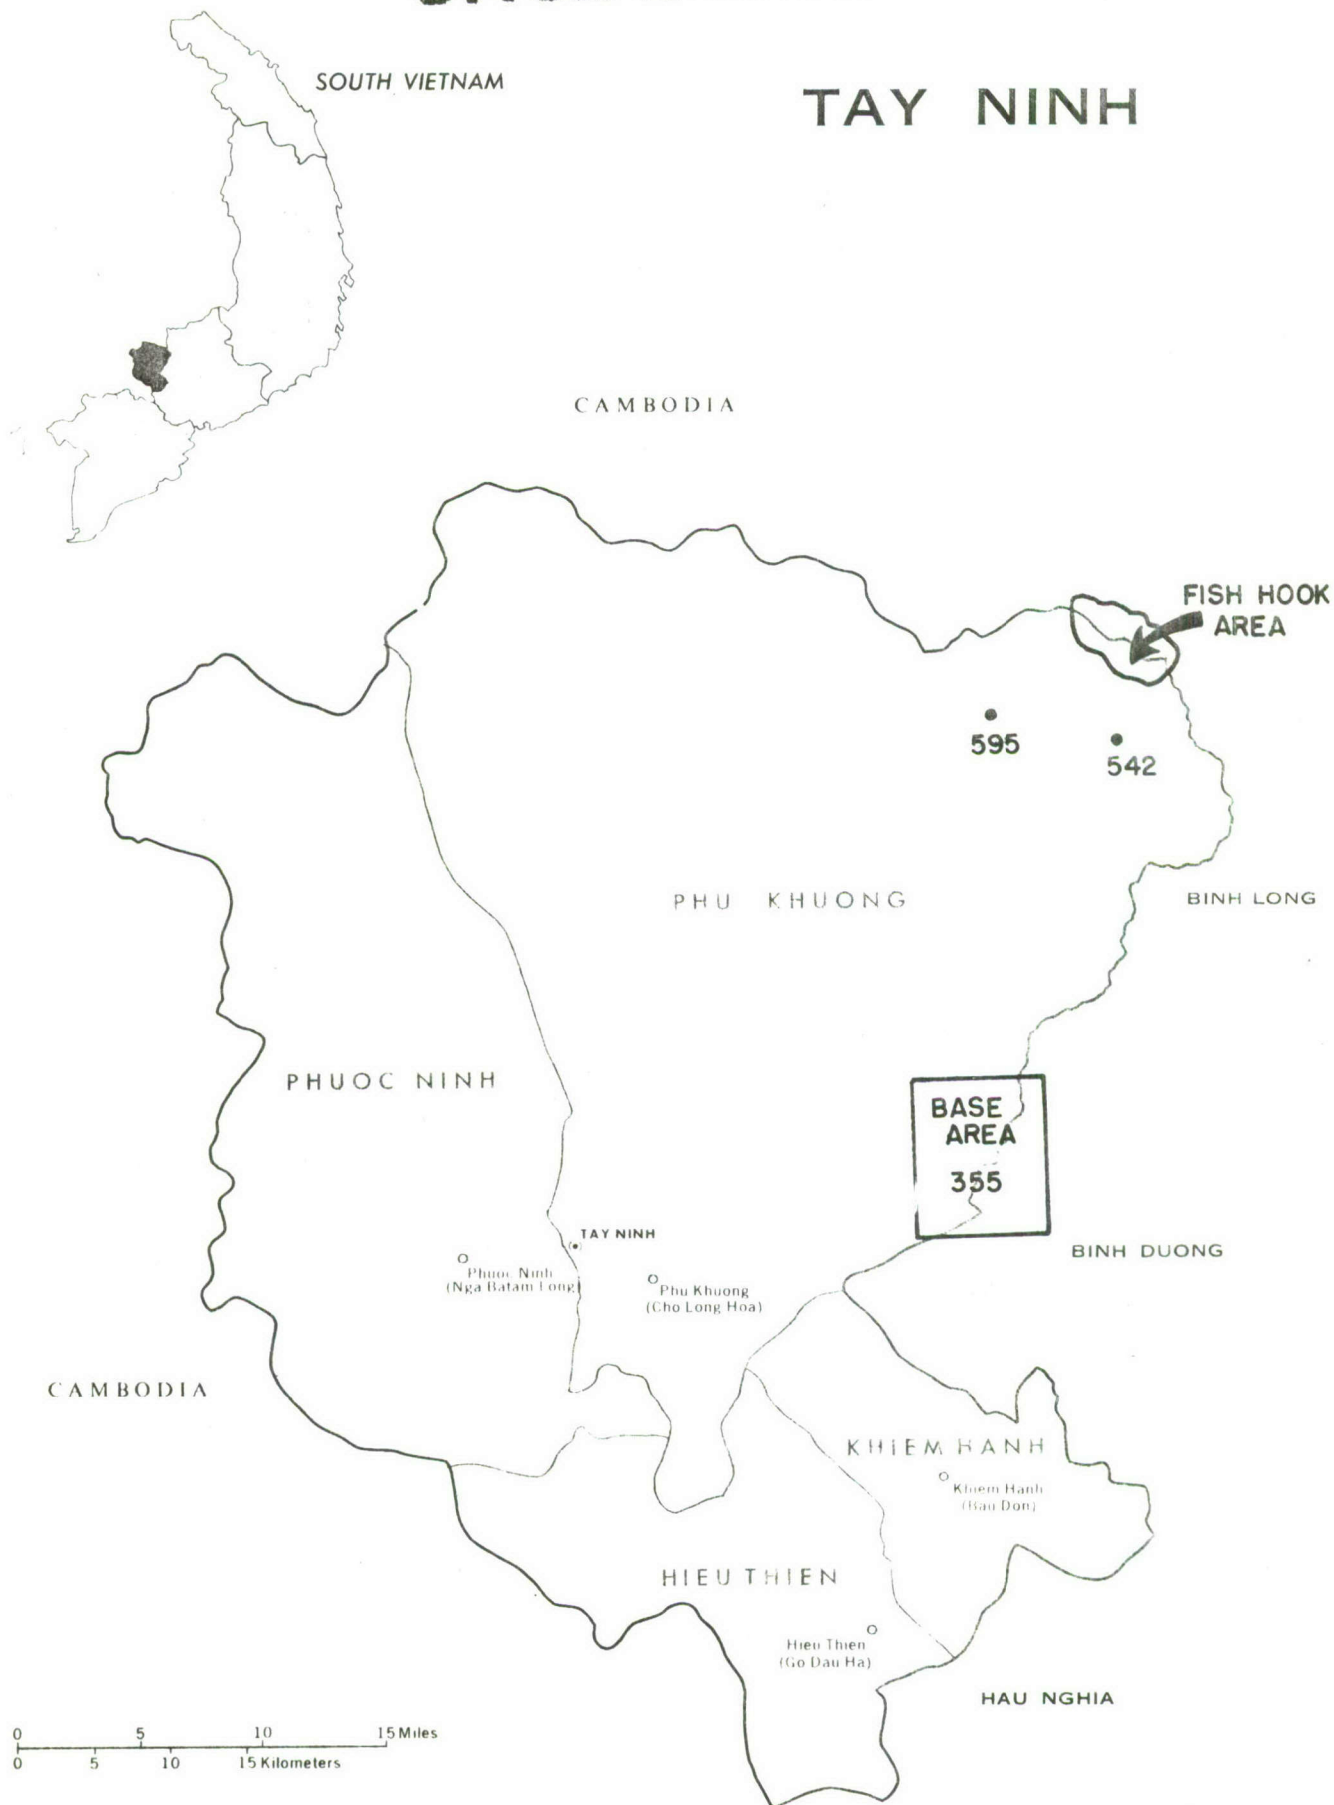 SOUTH VIETNAM
TAY NINH
CAMBODIA
FISH HOOK
AREA
595
542
PHU KHUONG
BINH LONG
PHUOC NINH
BASE
AREA
355
TAY NINH
Phuoc Ninh
(Nga Batam Long)
Phu Khuong
(Cho Long Hoa)
BINH DUONG
CAMBODIA
KHIEM HANH
Khiem Hanh
(Bau Don)
HIEU THIEN
Hieu Thien
(Go Dau Ha)
HAU NGHIA
0 5 10 15 Miles
0 5 10 15 Kilometers